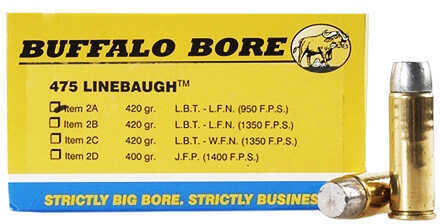 BUFFALO BORE
475 LINEBAUGH™
Item 2A 420 gr. L.B.T. - L.F.N. (950 F.P.S.)
Item 2B 420 gr. L.B.T. - L.F.N. (1350 F.P.S.)
Item 2C 420 gr. L.B.T. - W.F.N. (1350 F.P.S.)
Item 2D 400 gr. J.F.P. (1400 F.P.S.)
STRICTLY BIG BORE. STRICTLY BUSINES